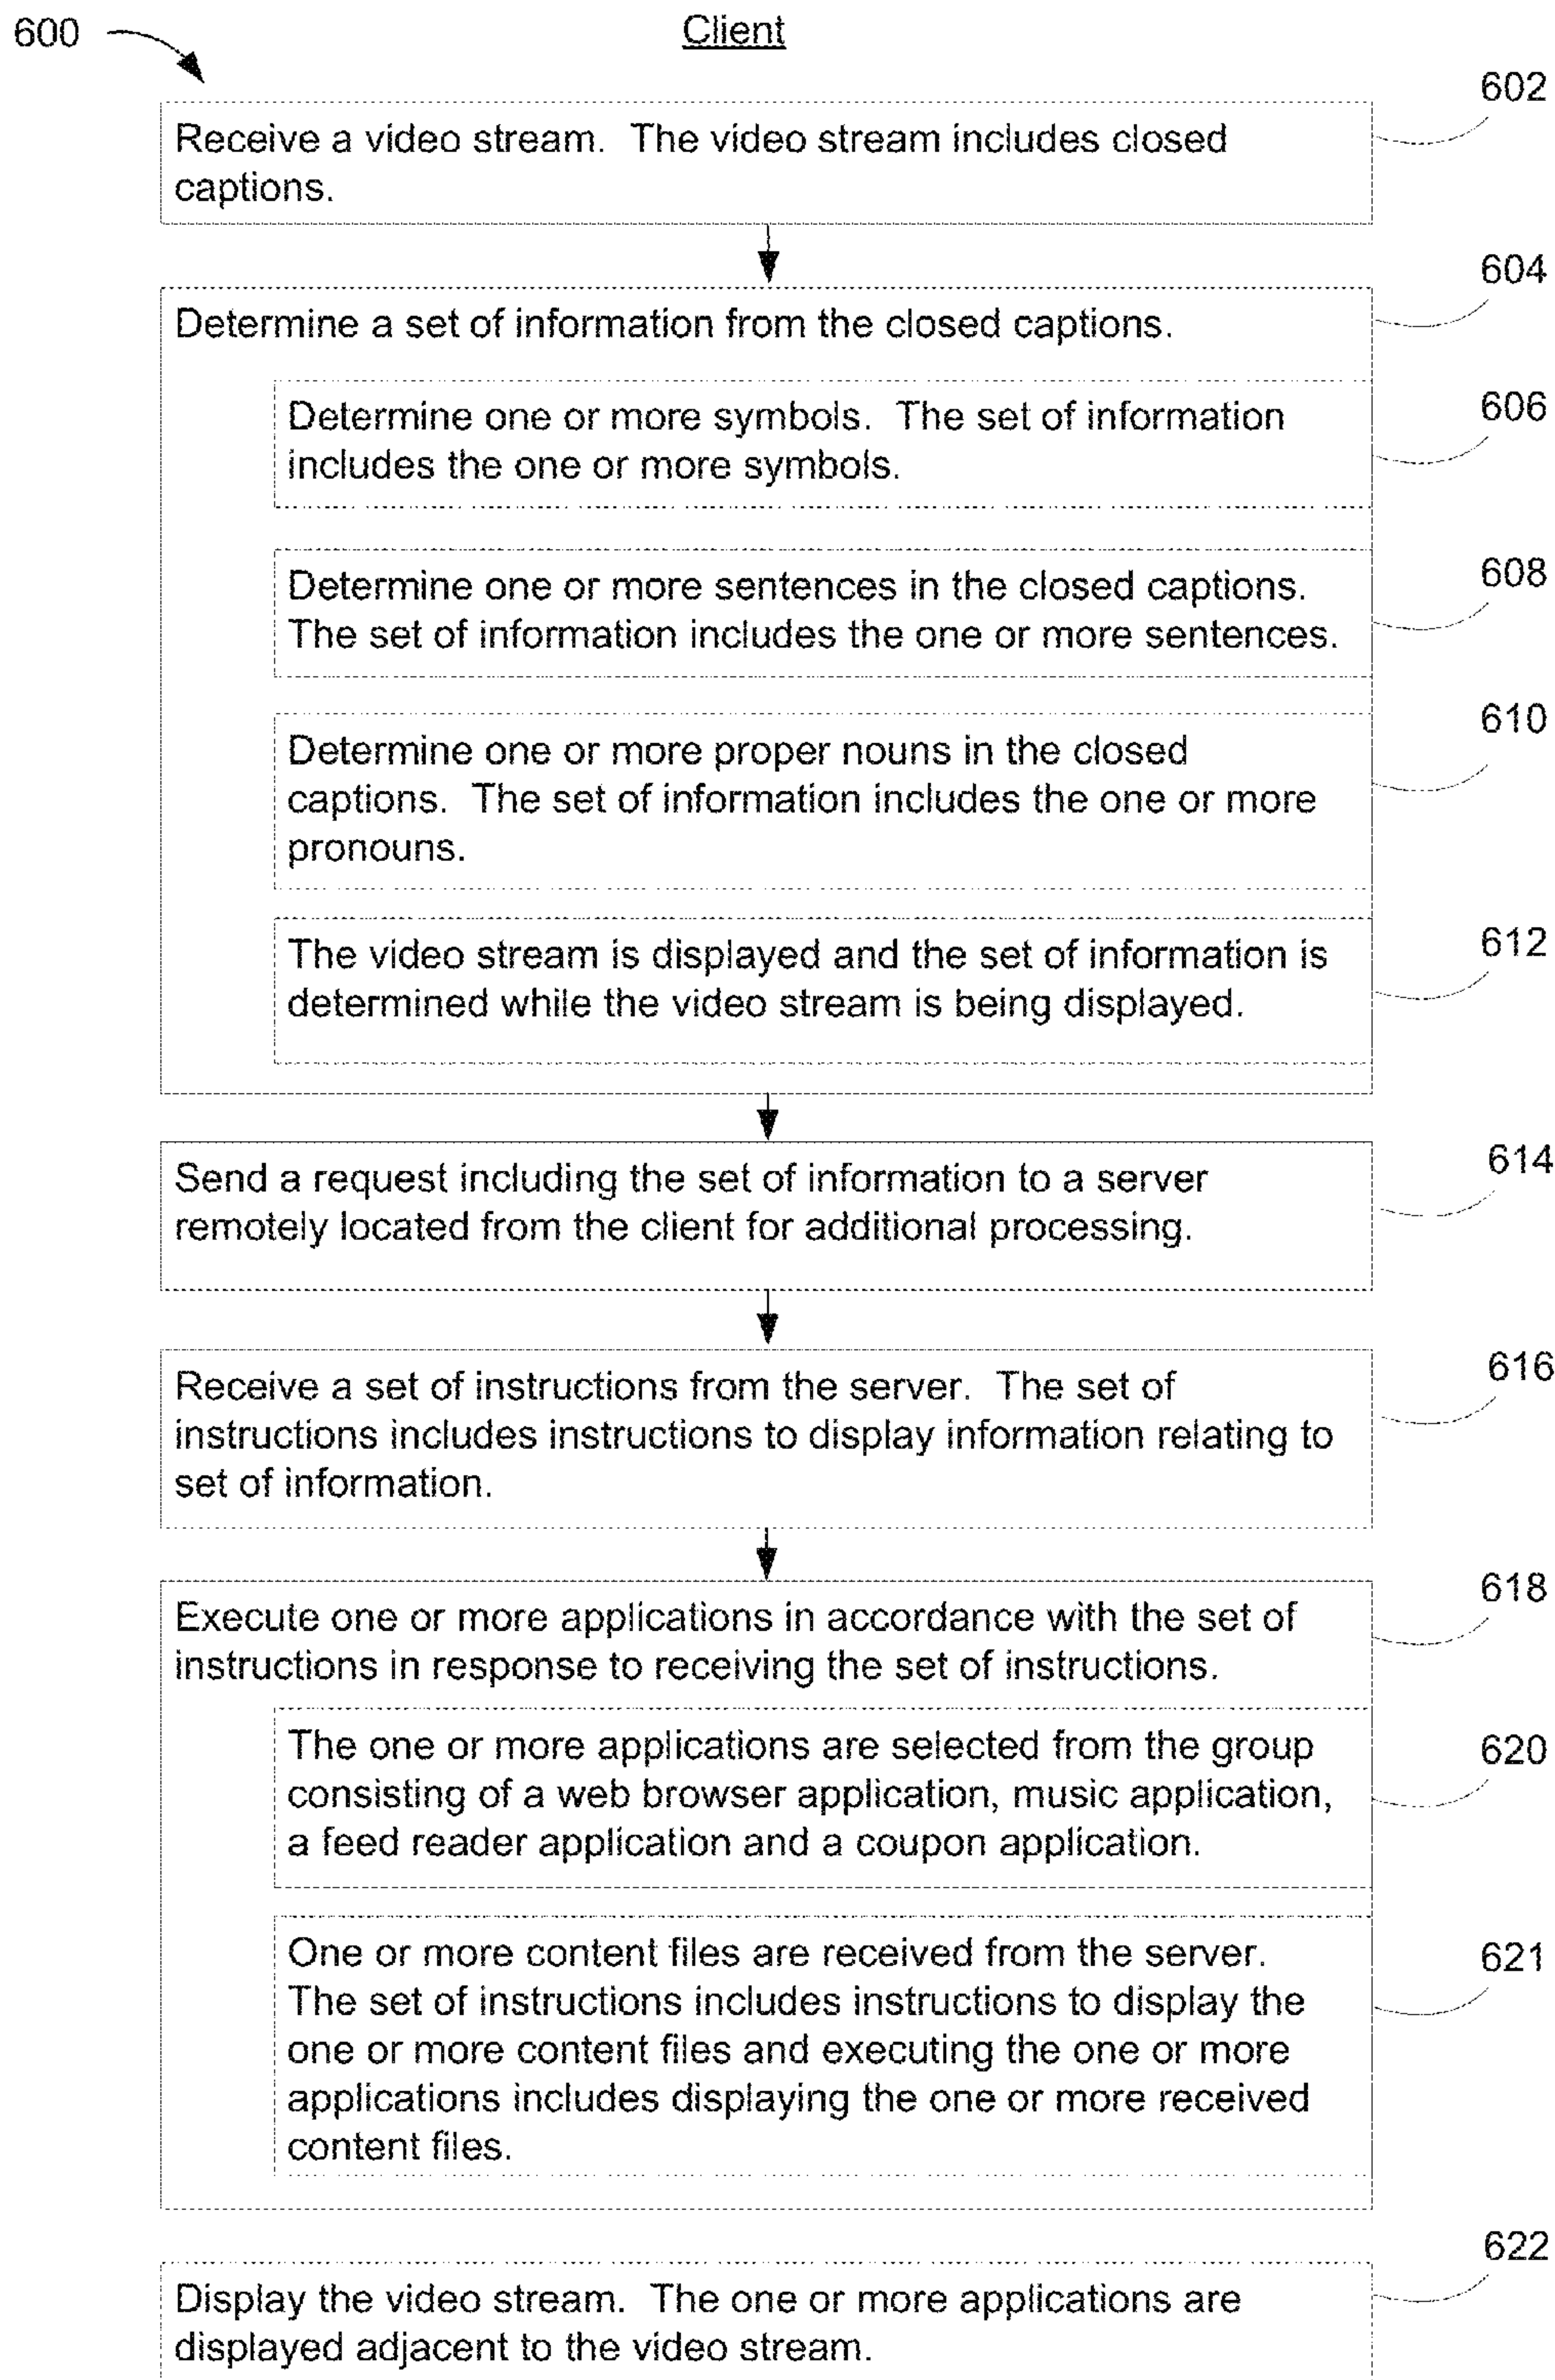 600
Client
602
Receive a video stream.  The video stream includes closed
captions.
604
Determine a set of information from the closed captions.
606
Determine one or more symbols.  The set of information
includes the one or more symbols.
608
Determine one or more sentences in the closed captions.
The set of information includes the one or more sentences.
610
Determine one or more proper nouns in the closed
captions.  The set of information includes the one or more
pronouns.
612
The video stream is displayed and the set of information is
determined while the video stream is being displayed.
614
Send a request including the set of information to a server
remotely located from the client for additional processing.
616
Receive a set of instructions from the server.  The set of
instructions includes instructions to display information relating to
set of information.
618
Execute one or more applications in accordance with the set of
instructions in response to receiving the set of instructions.
620
The one or more applications are selected from the group
consisting of a web browser application, music application,
a feed reader application and a coupon application.
621
One or more content files are received from the server.
The set of instructions includes instructions to display the
one or more content files and executing the one or more
applications includes displaying the one or more received
content files.
622
Display the video stream.  The one or more applications are
displayed adjacent to the video stream.